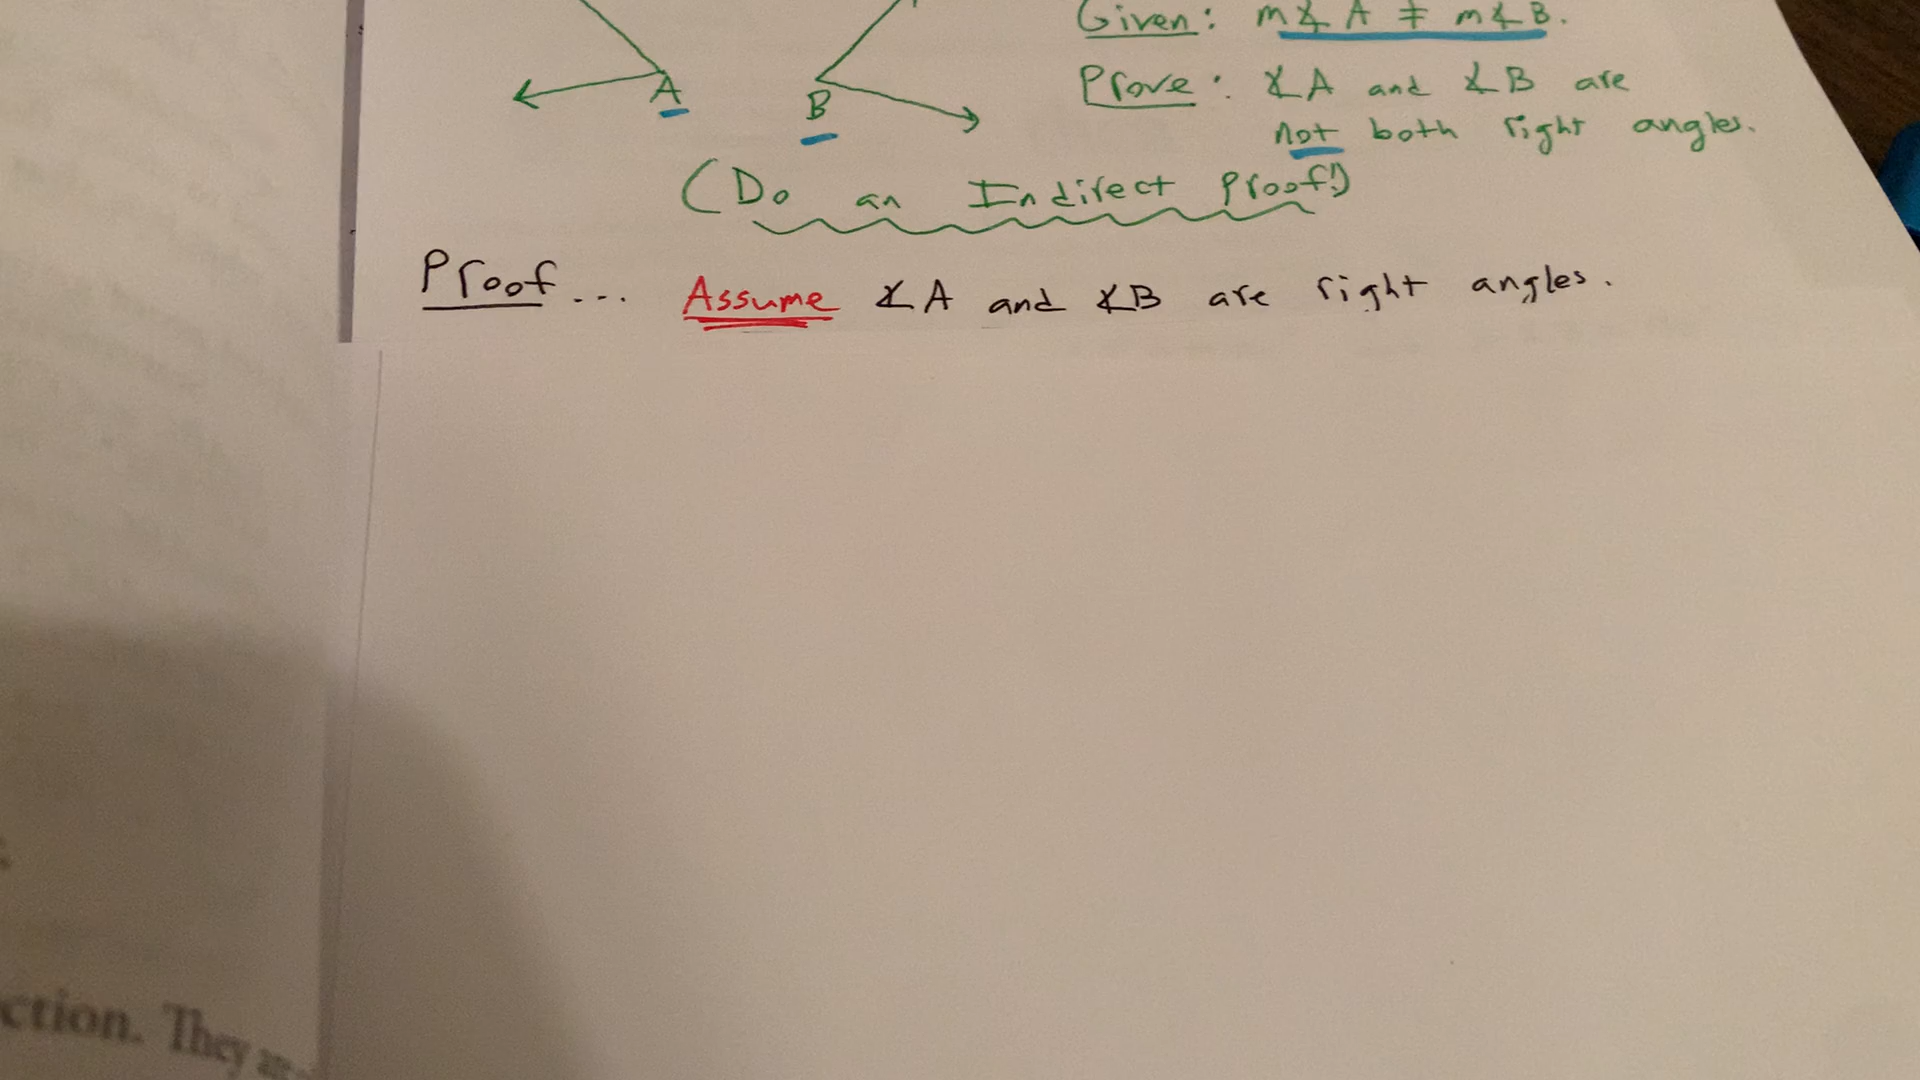 Given: m∡A ≠ m∡B.
Prove: ∡A and ∡B are
not both right angles.
A
B
(Do an Indirect Proof!)
Proof... Assume ∡A and ∡B are right angles.
ction. They